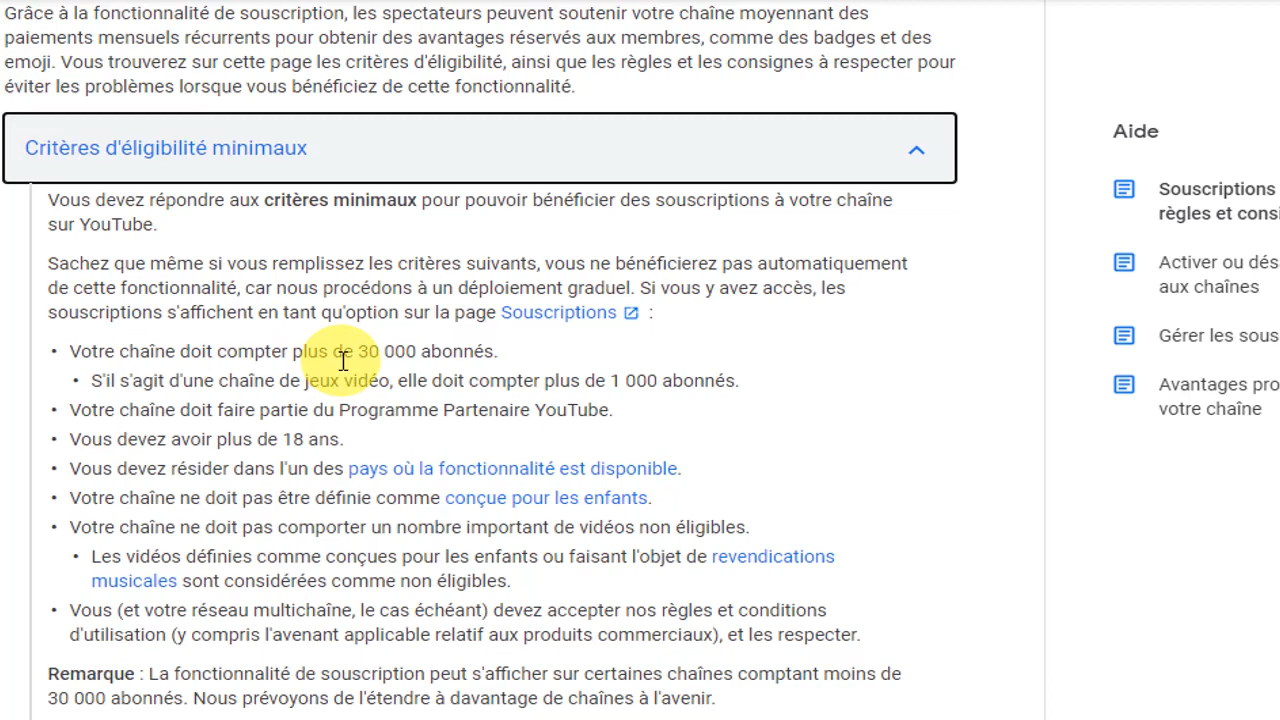 Grâce à la fonctionnalité de souscription, les spectateurs peuvent soutenir votre chaîne moyennant des
paiements mensuels récurrents pour obtenir des avantages réservés aux membres, comme des badges et des
emoji. Vous trouverez sur cette page les critères d'éligibilité, ainsi que les règles et les consignes à respecter pour
éviter les problèmes lorsque vous bénéficiez de cette fonctionnalité.
Critères d'éligibilité minimaux
Vous devez répondre aux critères minimaux pour pouvoir bénéficier des souscriptions à votre chaîne
sur YouTube.
Sachez que même si vous remplissez les critères suivants, vous ne bénéficierez pas automatiquement
de cette fonctionnalité, car nous procédons à un déploiement graduel. Si vous y avez accès, les
souscriptions s'affichent en tant qu'option sur la page Souscriptions :
• Votre chaîne doit compter plus de 30 000 abonnés.
• S'il s'agit d'une chaîne de jeux vidéo, elle doit compter plus de 1 000 abonnés.
• Votre chaîne doit faire partie du Programme Partenaire YouTube.
• Vous devez avoir plus de 18 ans.
• Vous devez résider dans l'un des pays où la fonctionnalité est disponible.
• Votre chaîne ne doit pas être définie comme conçue pour les enfants.
• Votre chaîne ne doit pas comporter un nombre important de vidéos non éligibles.
• Les vidéos définies comme conçues pour les enfants ou faisant l'objet de revendications
musicales sont considérées comme non éligibles.
• Vous (et votre réseau multichaîne, le cas échéant) devez accepter nos règles et conditions
d'utilisation (y compris l'avenant applicable relatif aux produits commerciaux), et les respecter.
Remarque : La fonctionnalité de souscription peut s'afficher sur certaines chaînes comptant moins de
30 000 abonnés. Nous prévoyons de l'étendre à davantage de chaînes à l'avenir.
Aide
Souscriptions
règles et consi
Activer ou dés
aux chaînes
Gérer les sous
Avantages pro
votre chaîne